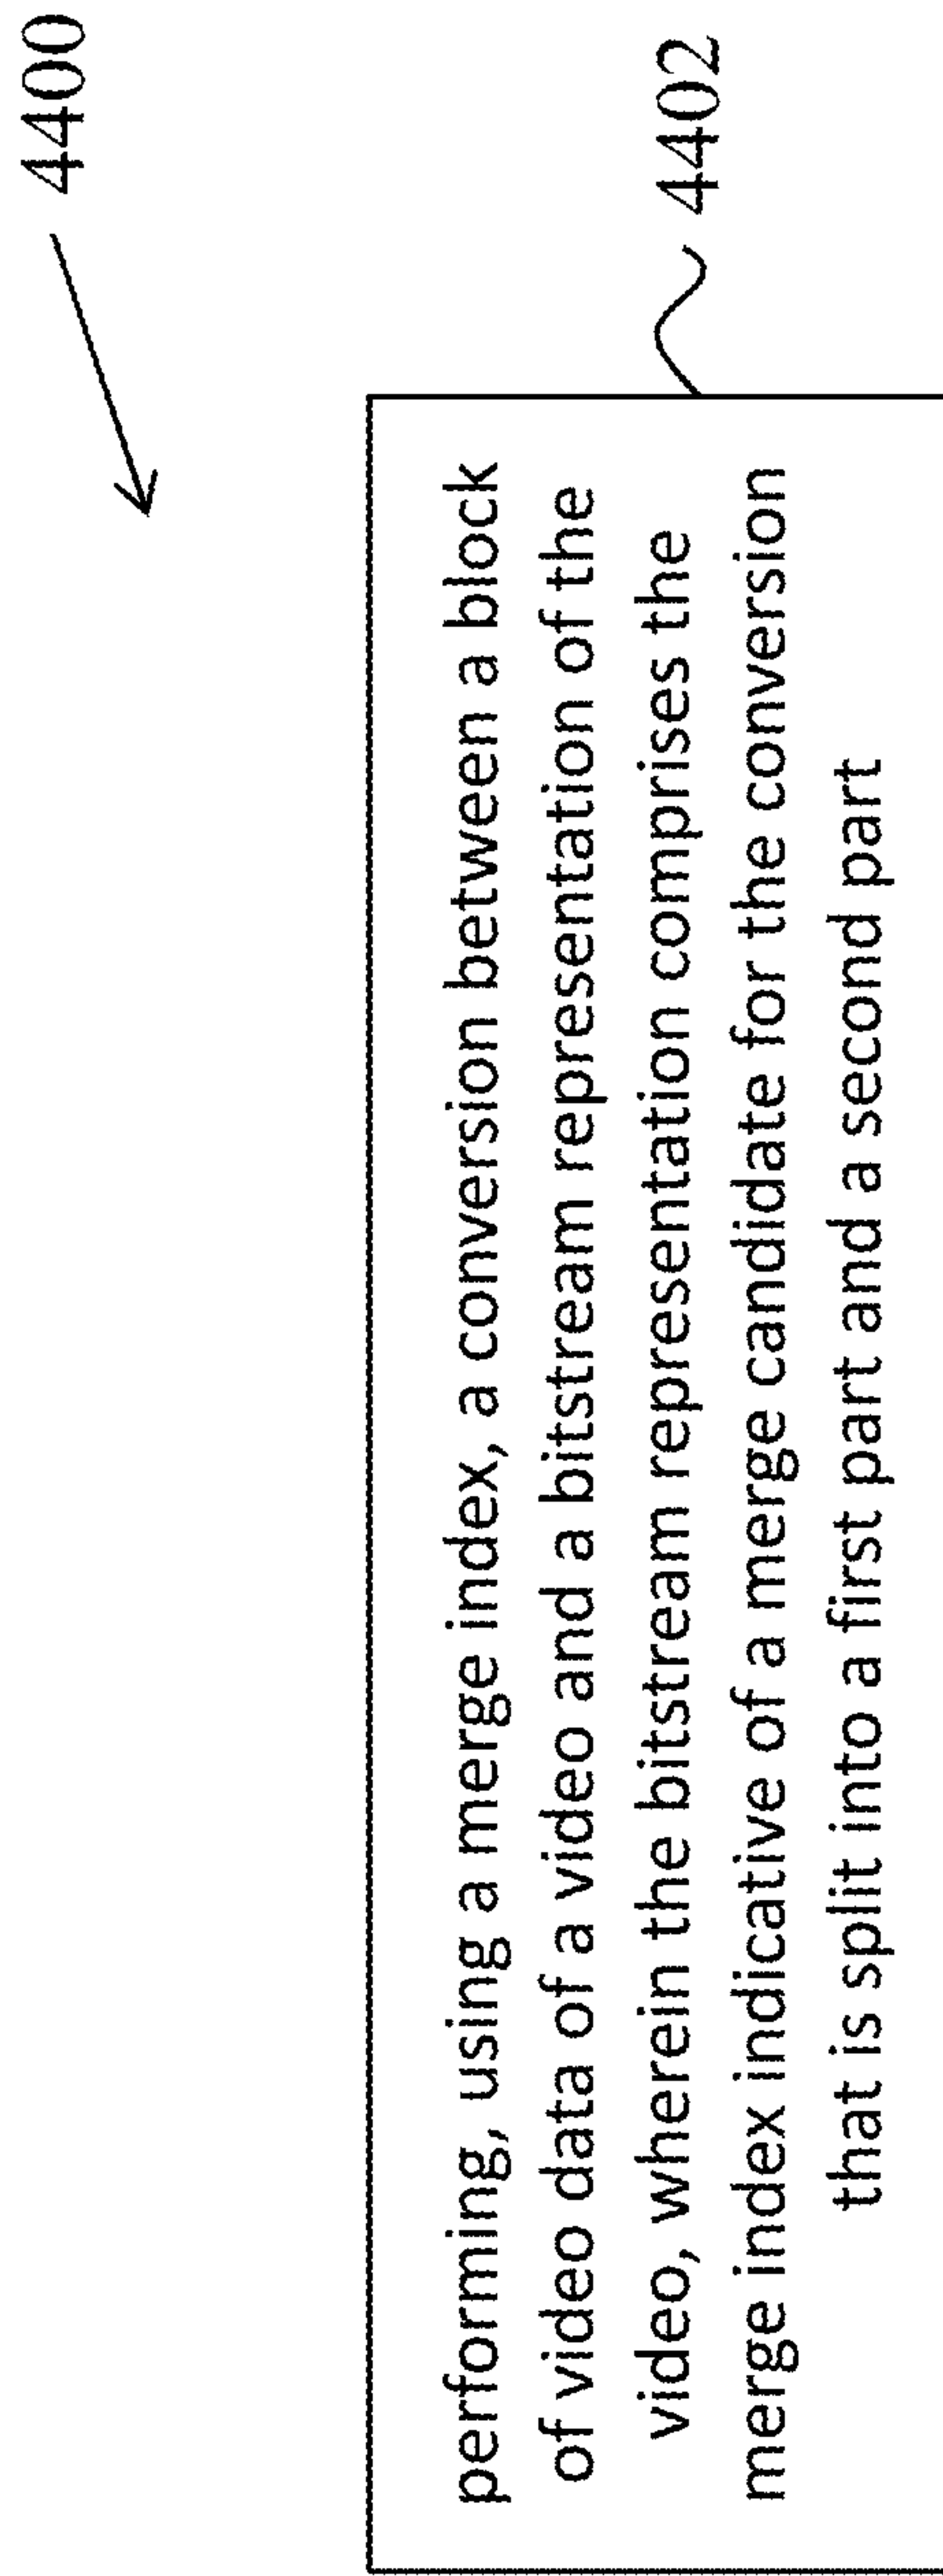 4400
4402
performing, using a merge index, a conversion between a block
of video data of a video and a bitstream representation of the
video, wherein the bitstream representation comprises the
merge index indicative of a merge candidate for the conversion
that is split into a first part and a second part